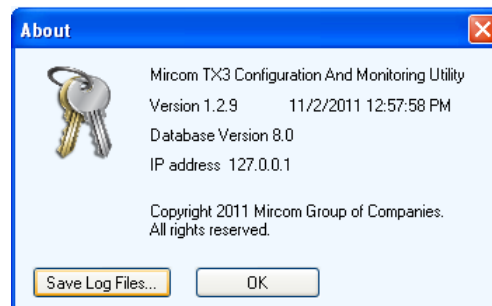 About
Mircom TX3 Configuration And Monitoring Utility
Version 1.2.9 11/2/2011 12:57:58 PM
Database Version 8.0
IP address 127.0.0.1
Copyright 2011 Mircom Group of Companies.
All rights reserved.
Save Log Files... OK